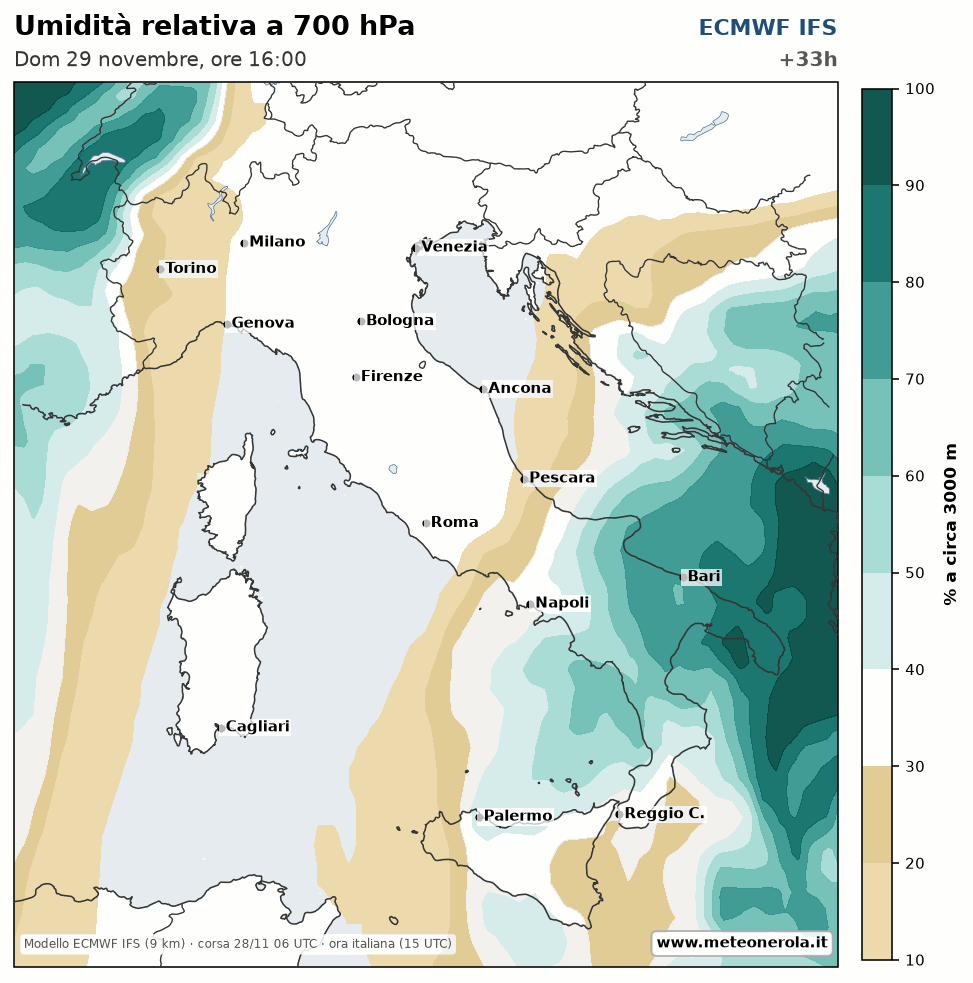 Umidità relativa a 700 hPa
ECMWF IFS
Dom 29 novembre, ore 16:00
+33h
100
90
80
70
60
50
40
30
20
10
% a circa 3000 m
Milano
Venezia
Torino
Genova
Bologna
Firenze
Ancona
Pescara
Roma
Bari
Napoli
Cagliari
Palermo
Reggio C.
Modello ECMWF IFS (9 km) · corsa 28/11 06 UTC · ora italiana (15 UTC)
www.meteonerola.it